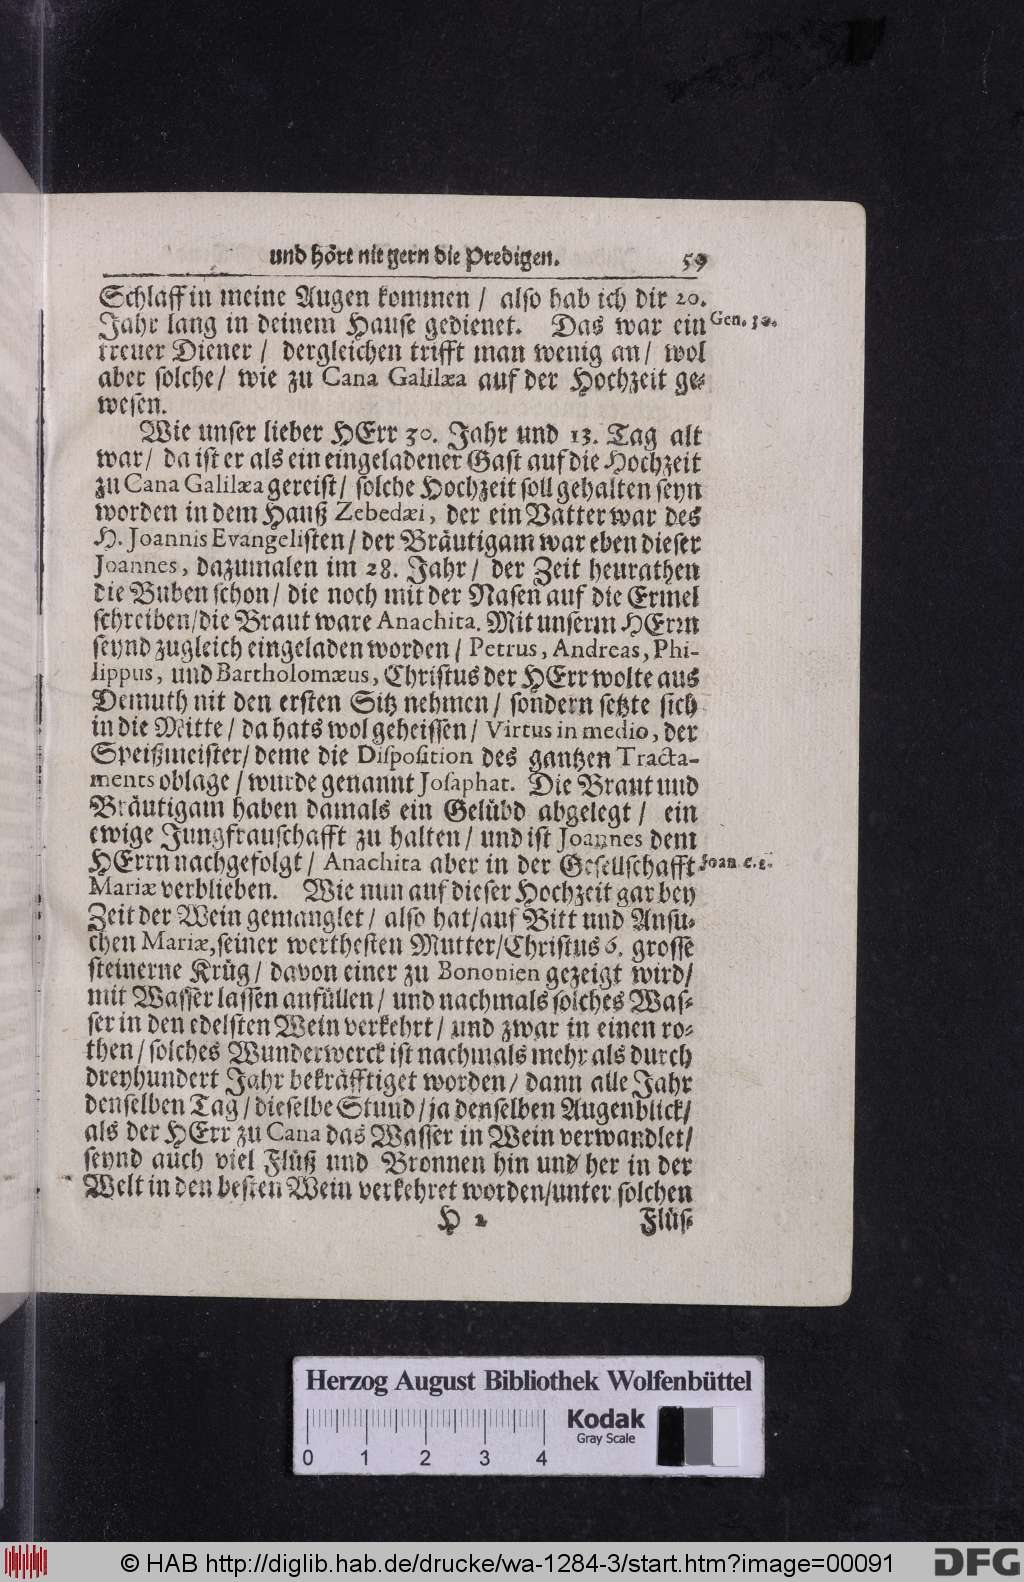 und hört nit gern die Predigen. 59
Schlaff in meine Augen kommen / also hab ich dir 20.
Jahr lang in deinem Hause gedienet. Das war ein Gen. 30.
treuer Diener / dergleichen trifft man wenig an / wol
aber solche / wie zu Cana Galilæa auf der Hochzeit ge-
wesen.
Wie unser lieber HErr 30. Jahr und 13. Tag alt
war / da ist er als ein eingeladener Gast auf die Hochzeit
zu Cana Galilæa gereist / solche Hochzeit soll gehalten seyn
worden in dem Hauß Zebedæi, der ein Vatter war des
H. Joannis Evangelisten / der Bräutigam war eben dieser
Joannes, dazumalen im 28. Jahr / der Zeit heurathen
die Buben schon / die noch mit der Nasen auf die Ermel
schreiben / die Braut ware Anachita. Mit unserm HErrn
seynd zugleich eingeladen worden / Petrus, Andreas, Phi-
lippus, und Bartholomæus, Christus der HErr wolte aus
Demuth nit den ersten Sitz nehmen / sondern setzte sich
in die Mitte / da hats wol geheissen / Virtus in medio, der
Speißmeister / deme die Disposition des gantzen Tracta-
ments oblage / wurde genannt Josaphat. Die Braut und
Bräutigam haben damals ein Gelübd abgelegt / ein
ewige Jungfrauschafft zu halten / und ist Joannes dem
HErrn nachgefolgt / Anachita aber in der Gesellschafft Joan c. 2.
Mariæ verblieben. Wie nun auf dieser Hochzeit gar bey
Zeit der Wein gemanglet / also hat / auf Bitt und Ansu-
chen Mariæ, seiner werthesten Mutter / Christus 6. grosse
steinerne Krüg / davon einer zu Bononien gezeigt wird /
mit Wasser lassen anfüllen / und nachmals solches Was-
ser in den edelsten Wein verkehrt / und zwar in einen ro-
then / solches Wunderwerck ist nachmals mehr als durch
dreyhundert Jahr bekräfftiget worden / dann alle Jahr
denselben Tag / dieselbe Stund / ja denselben Augenblick /
als der HErr zu Cana das Wasser in Wein verwandlet /
seynd auch viel Flüß und Bronnen hin und her in der
Welt in den besten Wein verkehret worden / unter solchen
H 2 Flüs-
Herzog August Bibliothek Wolfenbüttel
Kodak
Gray Scale
0 1 2 3 4
© HAB http://diglib.hab.de/drucke/wa-1284-3/start.htm?image=00091
DFG